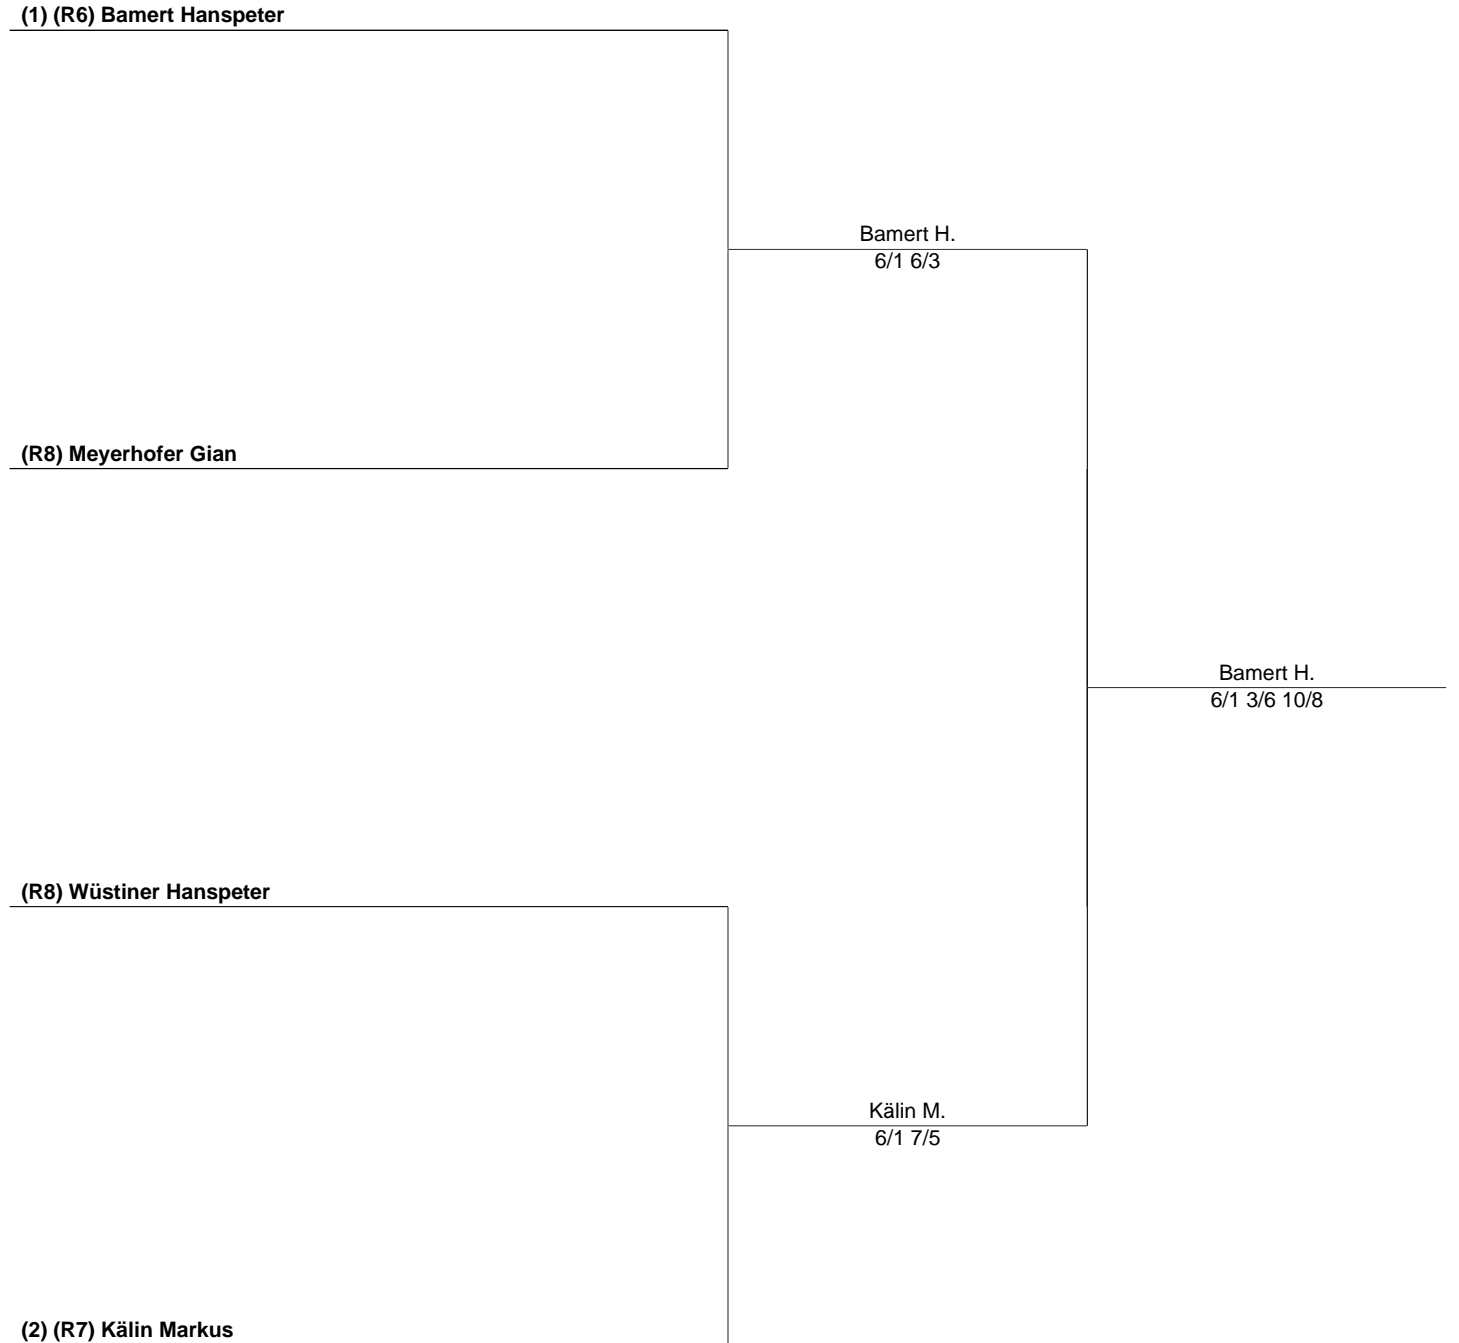 (1) (R6) Bamert Hanspeter
Bamert H.
6/1 6/3
(R8) Meyerhofer Gian
Bamert H.
6/1 3/6 10/8
(R8) Wüstiner Hanspeter
Kälin M.
6/1 7/5
(2) (R7) Kälin Markus